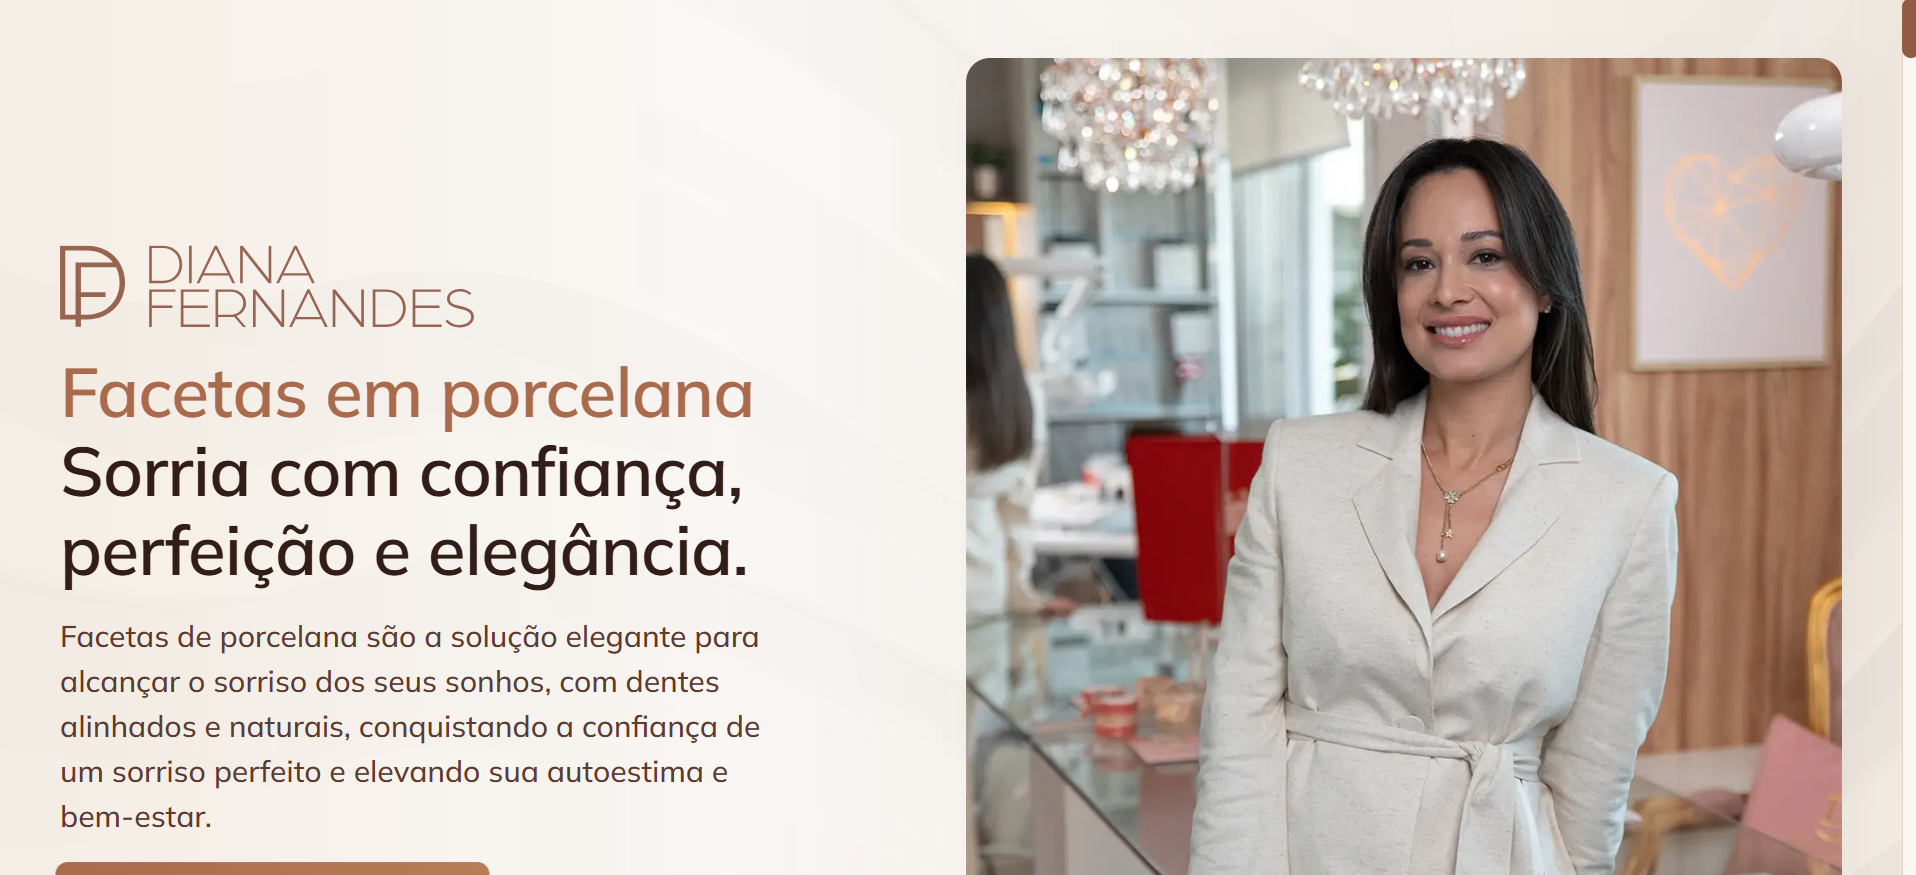 DIANA
FERNANDES
Facetas em porcelana
Sorria com confiança,
perfeição e elegância.
Facetas de porcelana são a solução elegante para
alcançar o sorriso dos seus sonhos, com dentes
alinhados e naturais, conquistando a confiança de
um sorriso perfeito e elevando sua autoestima e
bem-estar.